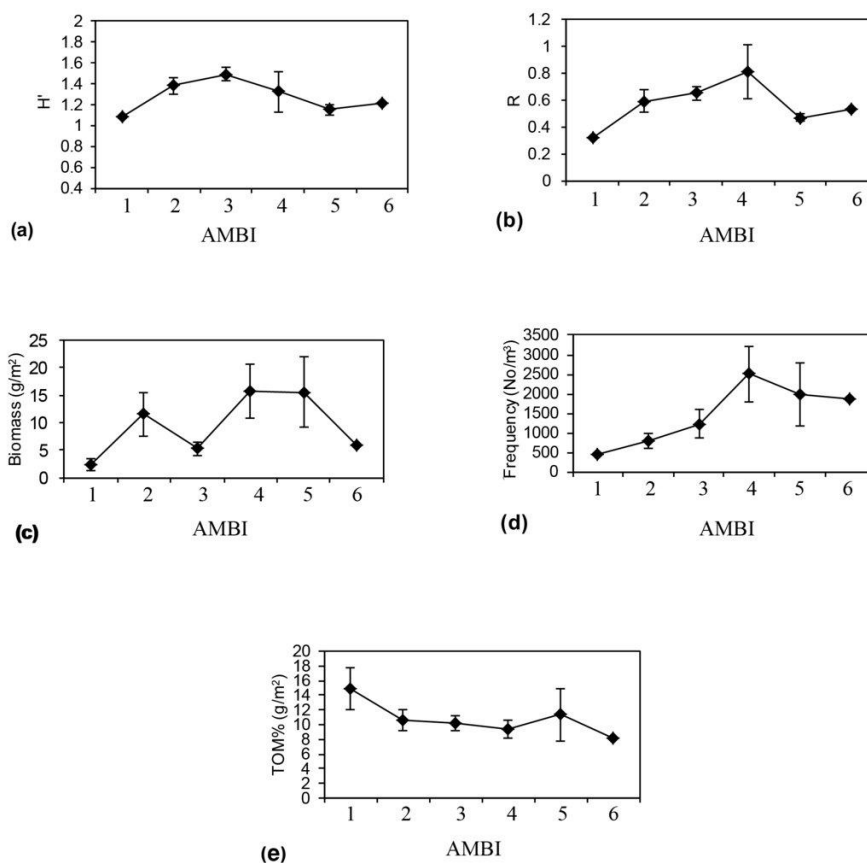 2
1.8
1.6
1.4
1.2
1
0.8
0.6
0.4
H'
1 2 3 4 5 6
AMBI
(a)
1.2
1
0.8
0.6
0.4
0.2
0
R
1 2 3 4 5 6
AMBI
(b)
25
20
15
10
5
0
Biomass (g/m²)
1 2 3 4 5 6
AMBI
(c)
3500
3000
2500
2000
1500
1000
500
0
Frequency (No/m³)
1 2 3 4 5 6
AMBI
(d)
20
18
16
14
12
10
8
6
4
2
0
TOM% (g/m²)
1 2 3 4 5 6
AMBI
(e)